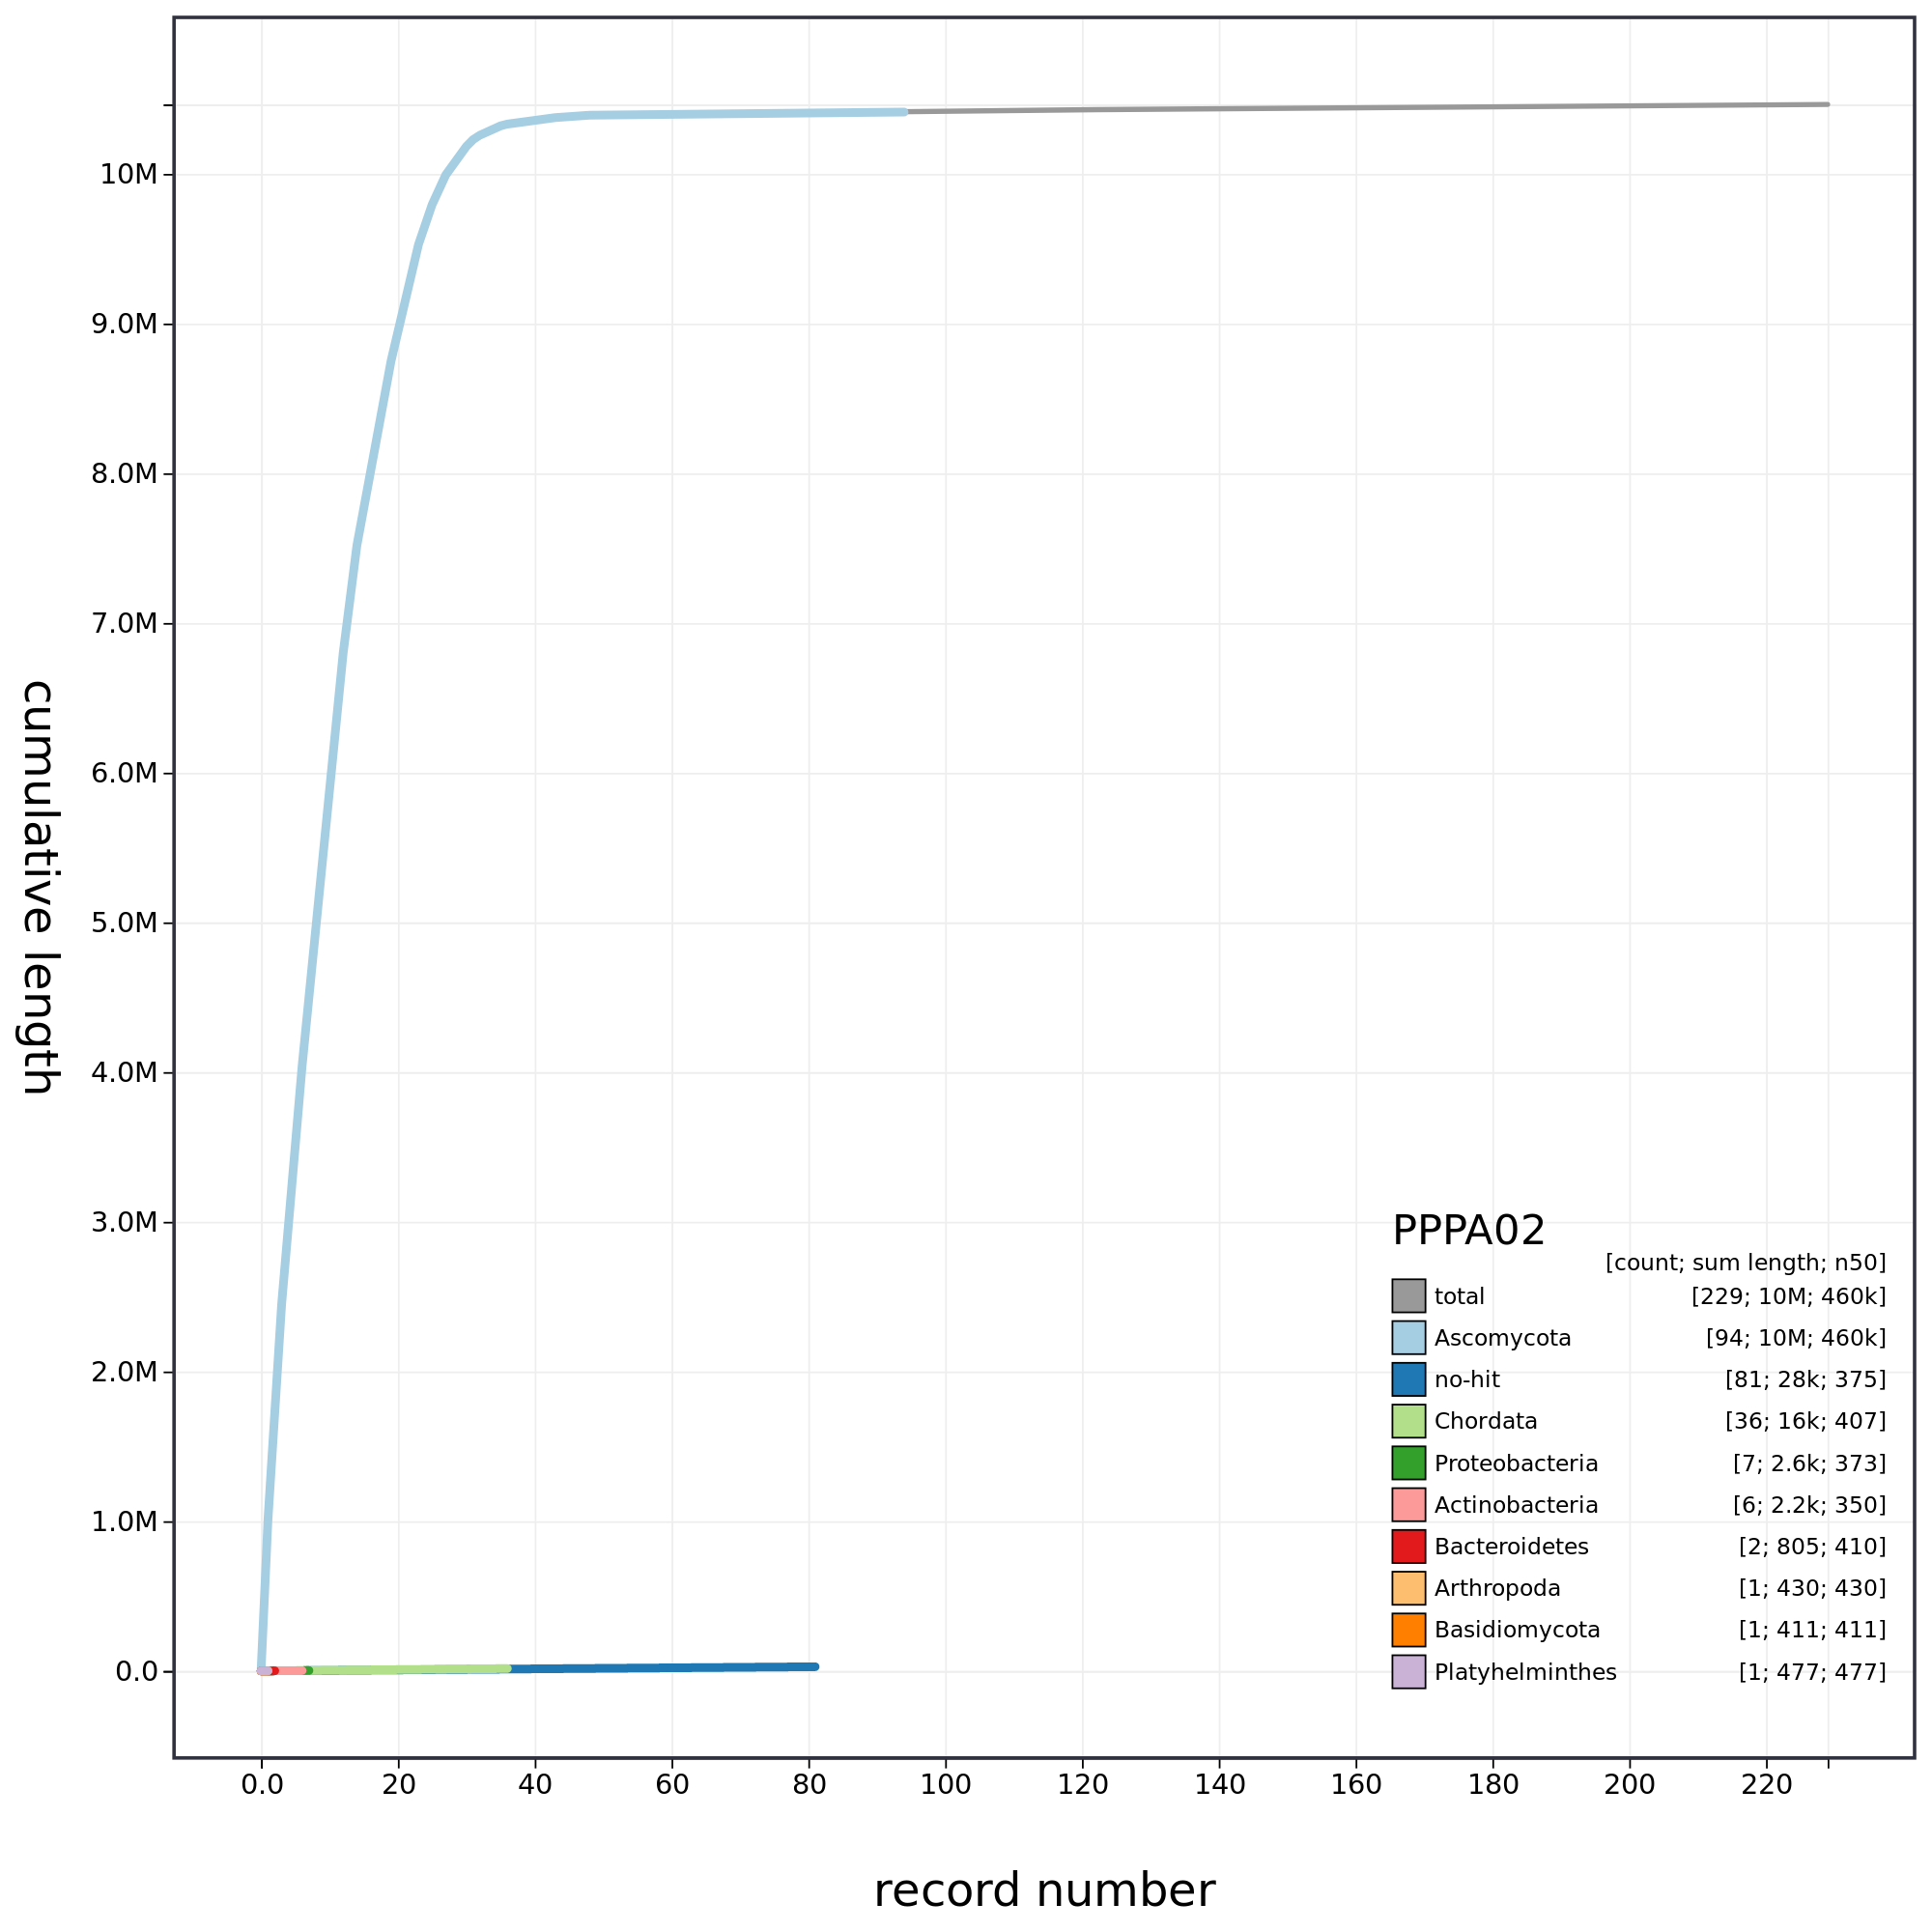 10M
9.0M
8.0M
7.0M
6.0M
5.0M
4.0M
3.0M
2.0M
1.0M
0.0
cumulative length
PPPA02
[count; sum length; n50]
total [229; 10M; 460k]
Ascomycota [94; 10M; 460k]
no-hit [81; 28k; 375]
Chordata [36; 16k; 407]
Proteobacteria [7; 2.6k; 373]
Actinobacteria [6; 2.2k; 350]
Bacteroidetes [2; 805; 410]
Arthropoda [1; 430; 430]
Basidiomycota [1; 411; 411]
Platyhelminthes [1; 477; 477]
0.0 20 40 60 80 100 120 140 160 180 200 220
record number